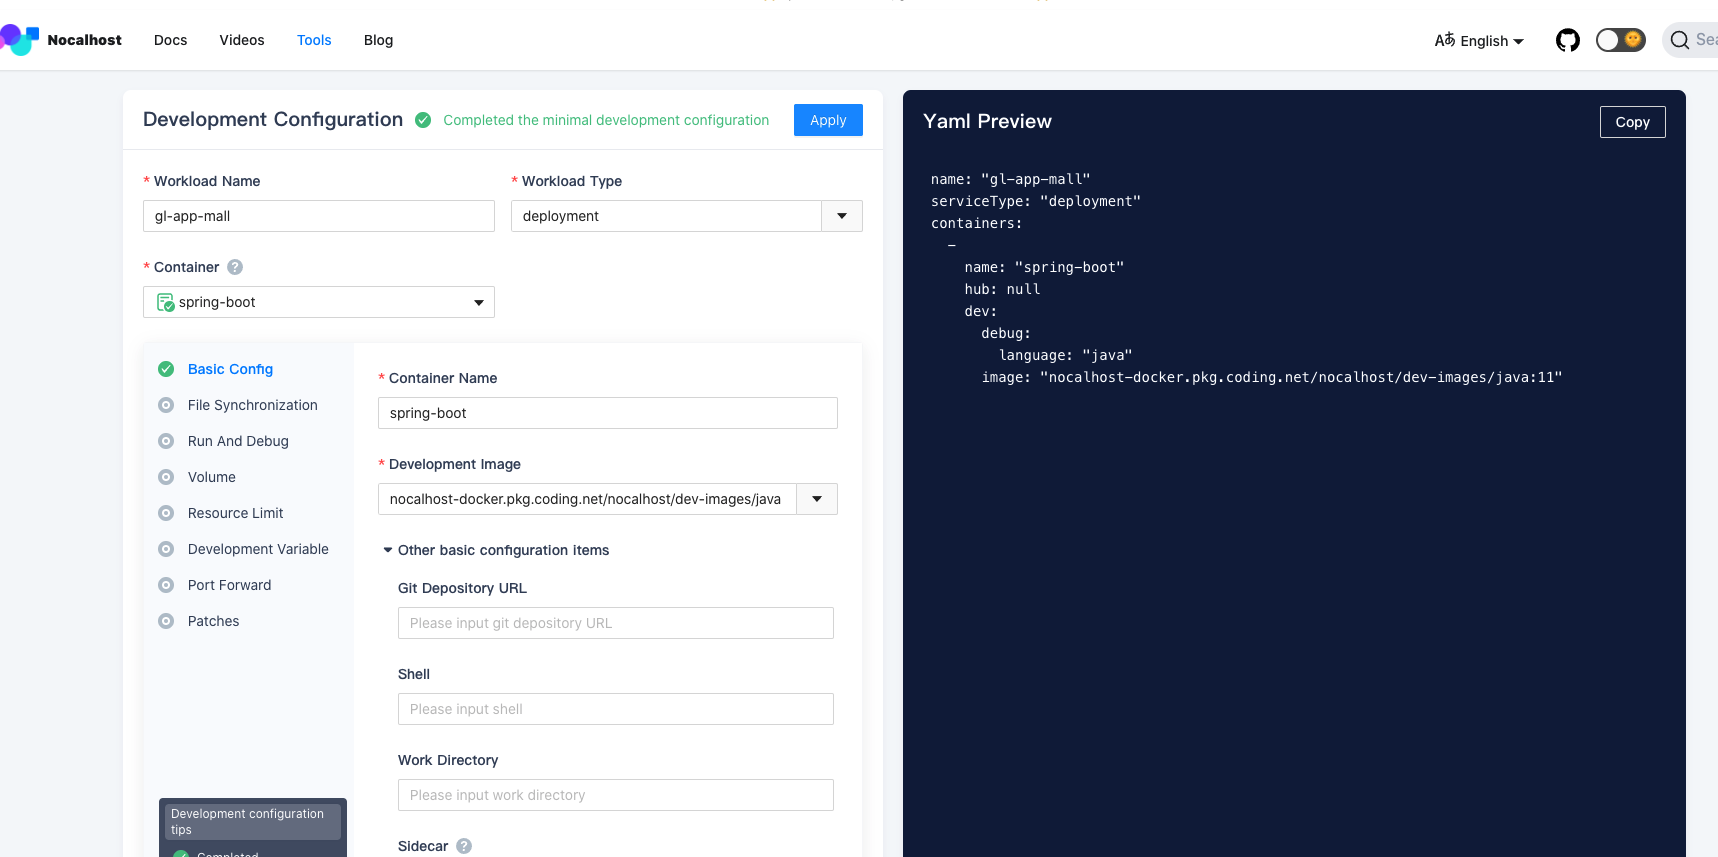 Nocalhost
Docs
Videos
Tools
Blog
English
Development Configuration
Completed the minimal development configuration
Apply
* Workload Name
* Workload Type
gl-app-mall
deployment
* Container
spring-boot
Basic Config
File Synchronization
Run And Debug
Volume
Resource Limit
Development Variable
Port Forward
Patches
Development configuration
tips
Completed
* Container Name
spring-boot
* Development Image
nocalhost-docker.pkg.coding.net/nocalhost/dev-images/java
Other basic configuration items
Git Depository URL
Please input git depository URL
Shell
Please input shell
Work Directory
Please input work directory
Sidecar
Yaml Preview
Copy
name: "gl-app-mall"
serviceType: "deployment"
containers:
-
name: "spring-boot"
hub: null
dev:
debug:
language: "java"
image: "nocalhost-docker.pkg.coding.net/nocalhost/dev-images/java:11"